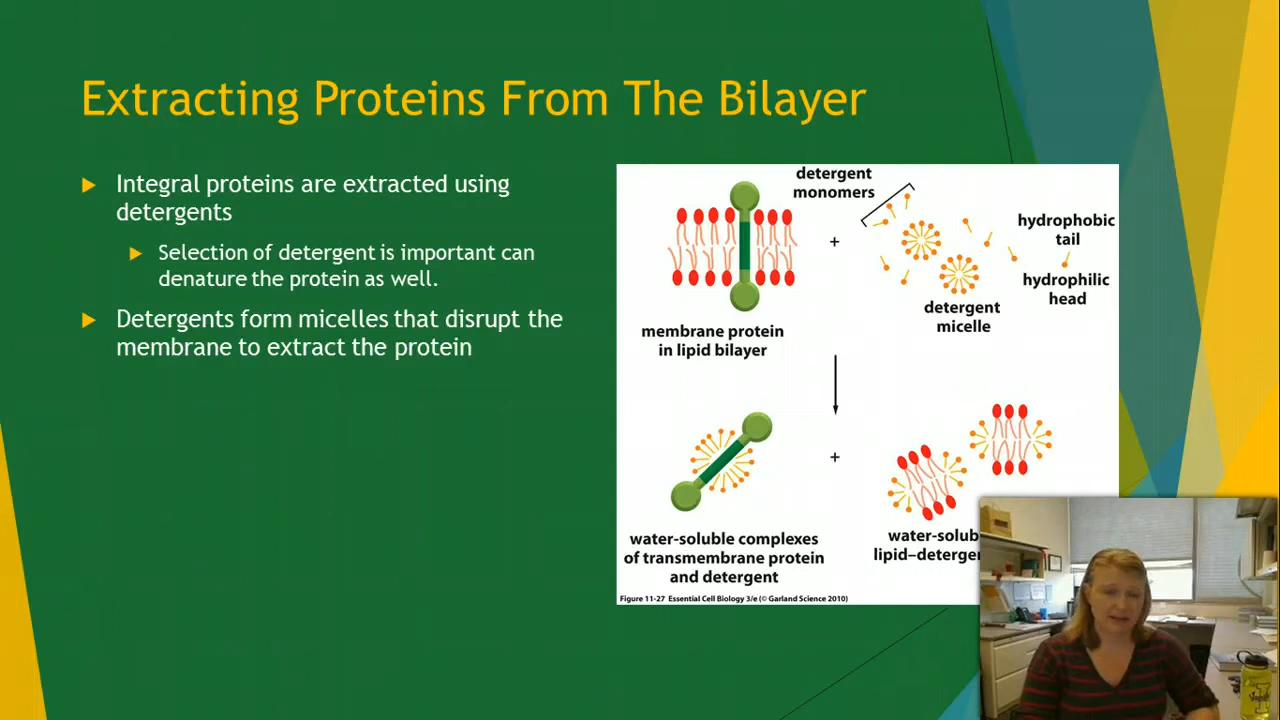 Extracting Proteins From The Bilayer
Integral proteins are extracted using
detergents
Selection of detergent is important can
denature the protein as well.
Detergents form micelles that disrupt the
membrane to extract the protein
detergent
monomers
+
hydrophobic
tail
hydrophilic
head
detergent
micelle
membrane protein
in lipid bilayer
+
water-soluble complexes
of transmembrane protein
and detergent
water-solub
lipid–deterger
Figure 11-27 Essential Cell Biology 3/e (© Garland Science 2010)